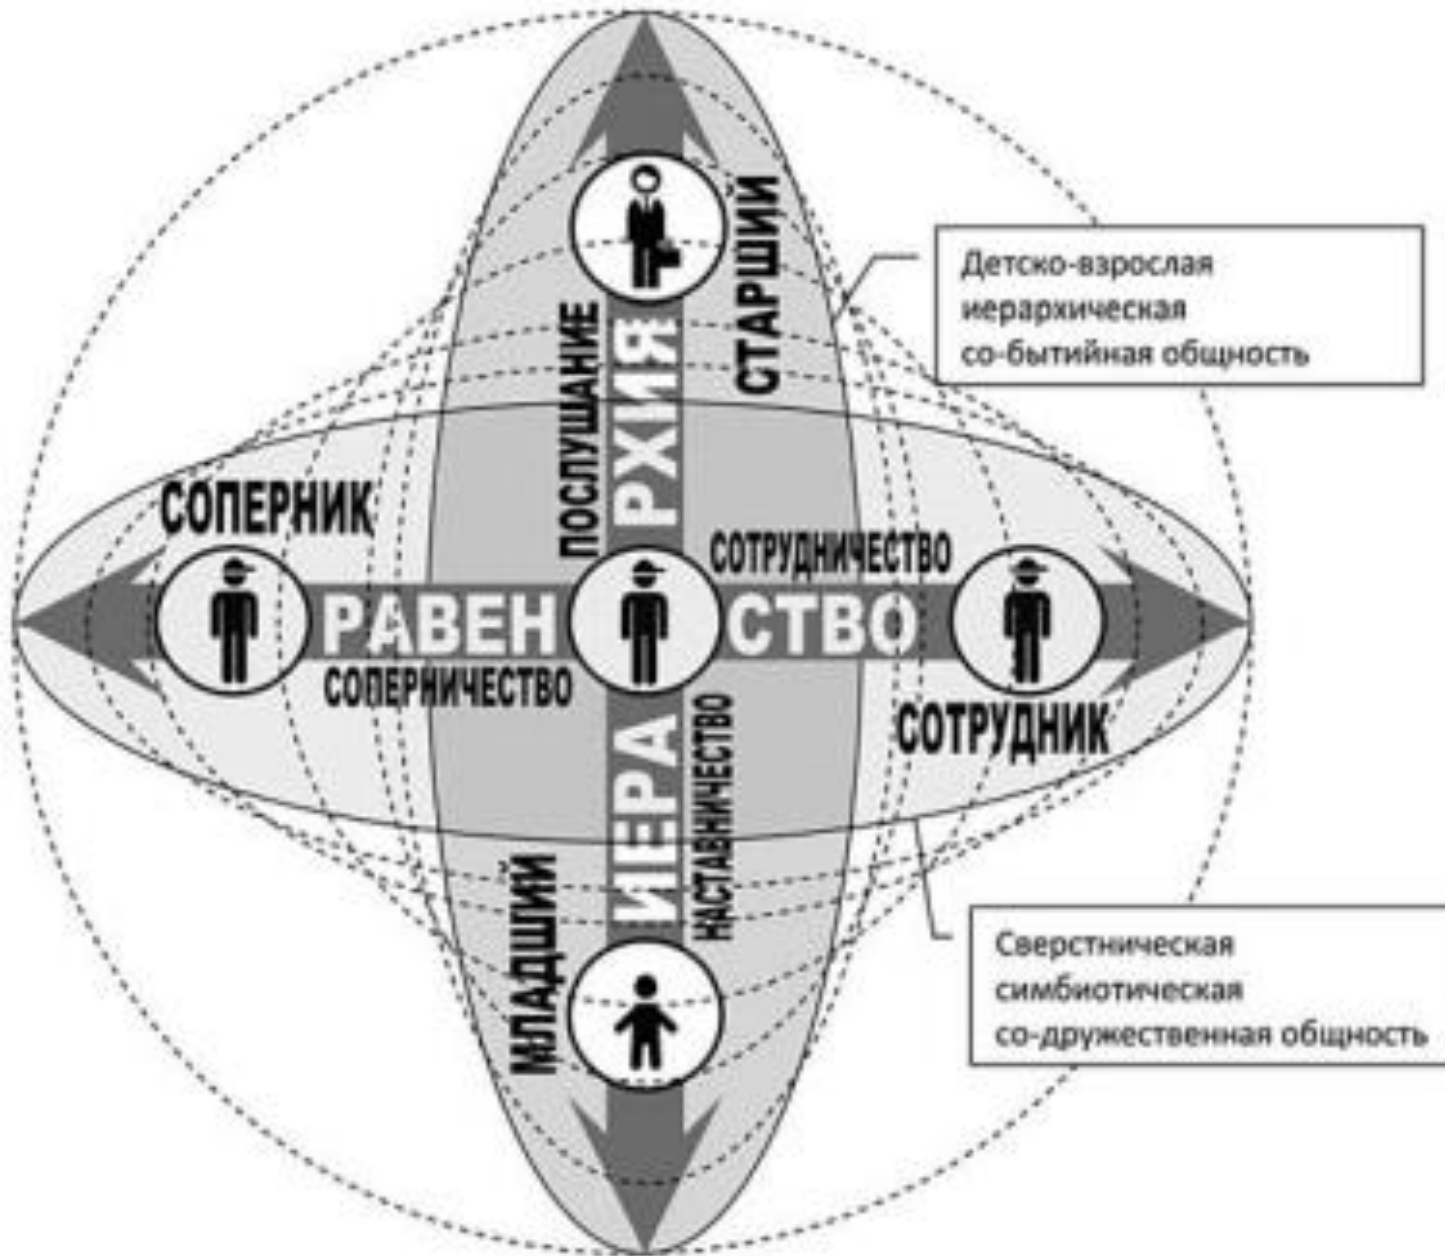 СТАРШИЙ
Детско-взрослая
иерархическая
со-бытийная общность
ПОСЛУШАНИЕ
ИЕРА РХИЯ
СОПЕРНИК
СОТРУДНИЧЕСТВО
РАВЕН СТВО
СОПЕРНИЧЕСТВО
СОТРУДНИК
НАСТАВНИЧЕСТВО
МЛАДШИЙ
Сверстническая
симбиотическая
со-дружественная общность